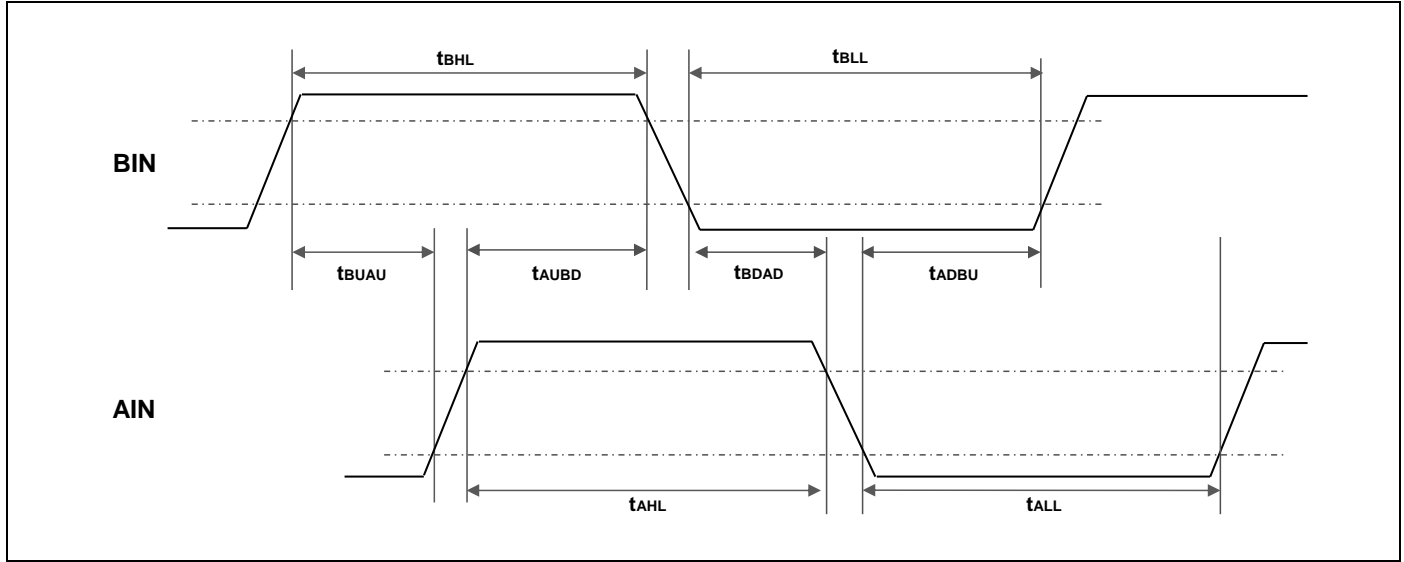 tBHL
tBLL
BIN
tBUAU
tAUBD
tBDAD
tADBU
AIN
tAHL
tALL